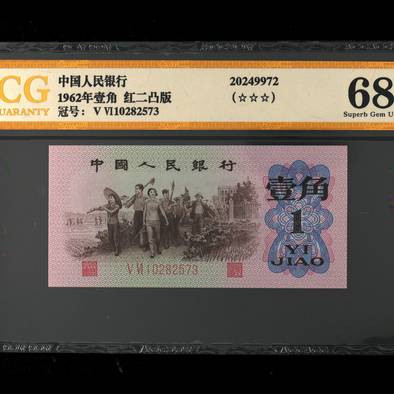 CG
GUARANTY
中国人民银行
1962年壹角 红二凸版
冠号: V Ⅵ10282573
20249972
(☆☆☆)
68
Superb Gem U
中國人民銀行
壹角
1
YI
JIAO
V Ⅵ 10282573